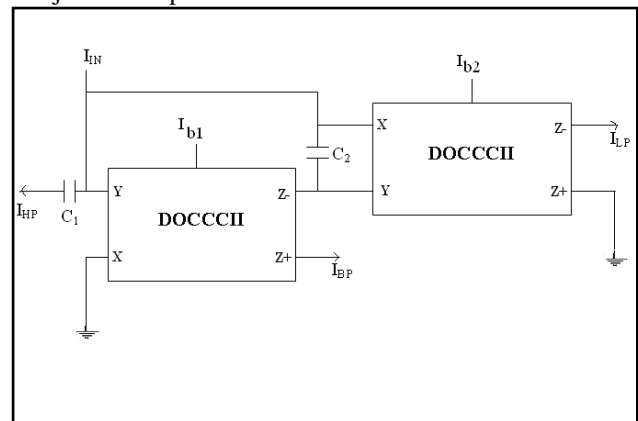 I_IN
I_b2
I_b1
X
Z-
DOCCCII
I_LP
C_2
Y
Z+
I_HP
C_1
Y
Z-
DOCCCII
X
Z+
I_BP